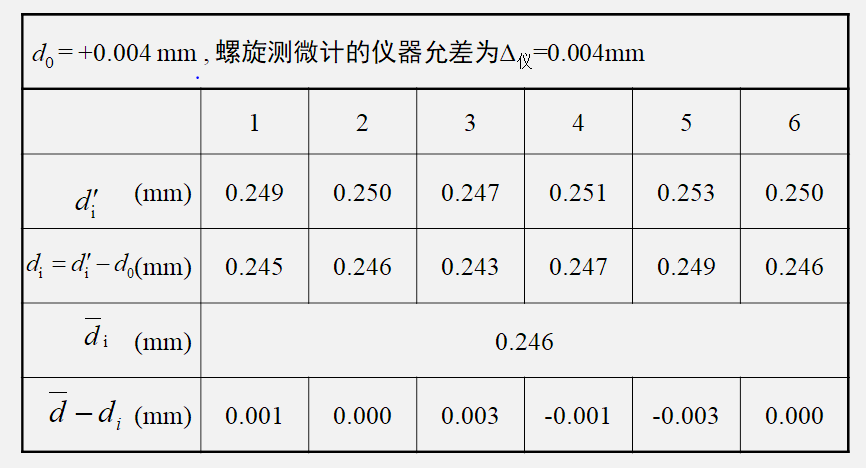 d₀ = +0.004 mm , 螺旋测微计的仪器允差为Δ仪=0.004mm
1 2 3 4 5 6
d′ᵢ (mm) 0.249 0.250 0.247 0.251 0.253 0.250
dᵢ = d′ᵢ − d₀(mm) 0.245 0.246 0.243 0.247 0.249 0.246
d̄ᵢ (mm) 0.246
d̄ − dᵢ (mm) 0.001 0.000 0.003 -0.001 -0.003 0.000